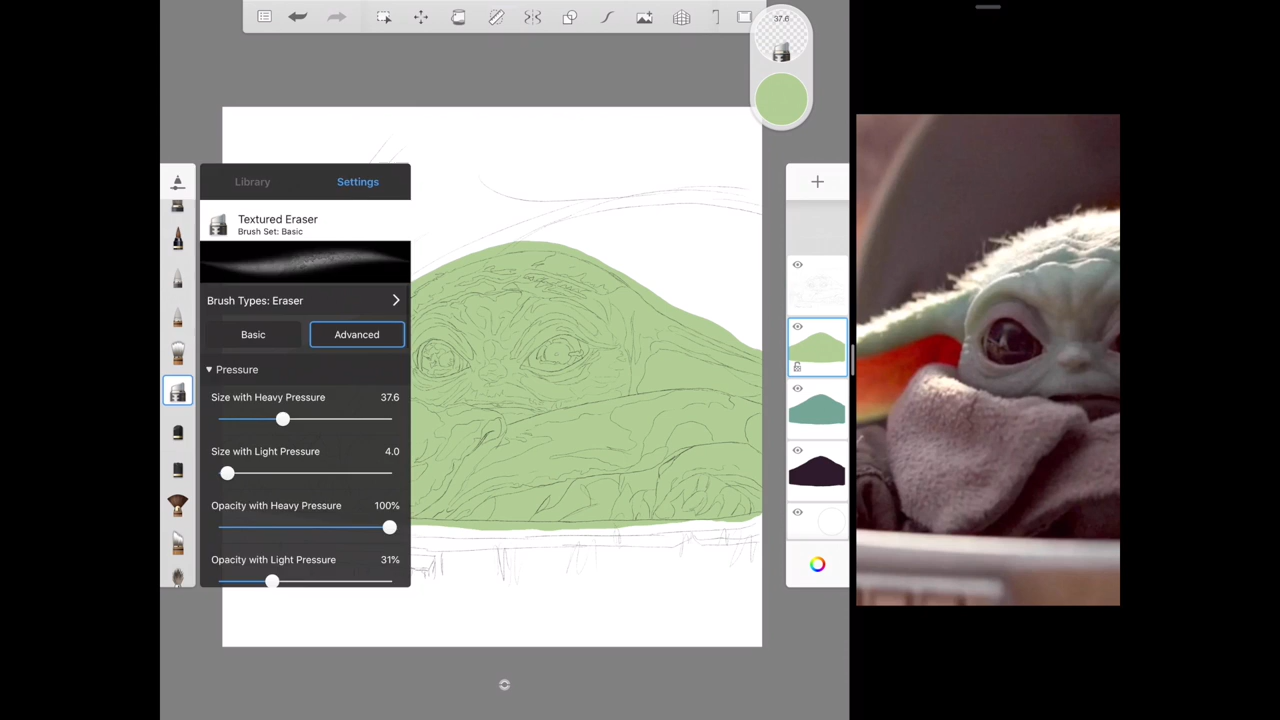 37.6
Library
Settings
Textured Eraser
Brush Set: Basic
Brush Types: Eraser
Basic
Advanced
Pressure
Size with Heavy Pressure 37.6
Size with Light Pressure 4.0
Opacity with Heavy Pressure 100%
Opacity with Light Pressure 31%